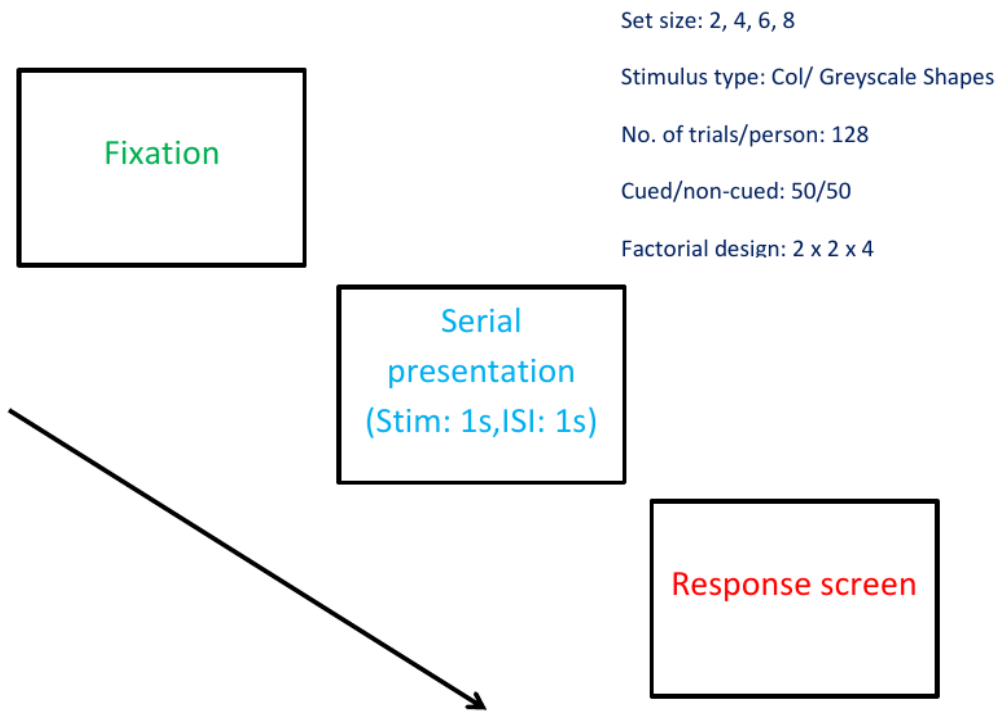 Set size: 2, 4, 6, 8
Stimulus type: Col/ Greyscale Shapes
No. of trials/person: 128
Cued/non-cued: 50/50
Factorial design: 2 x 2 x 4
Fixation
Serial
presentation
(Stim: 1s,ISI: 1s)
Response screen